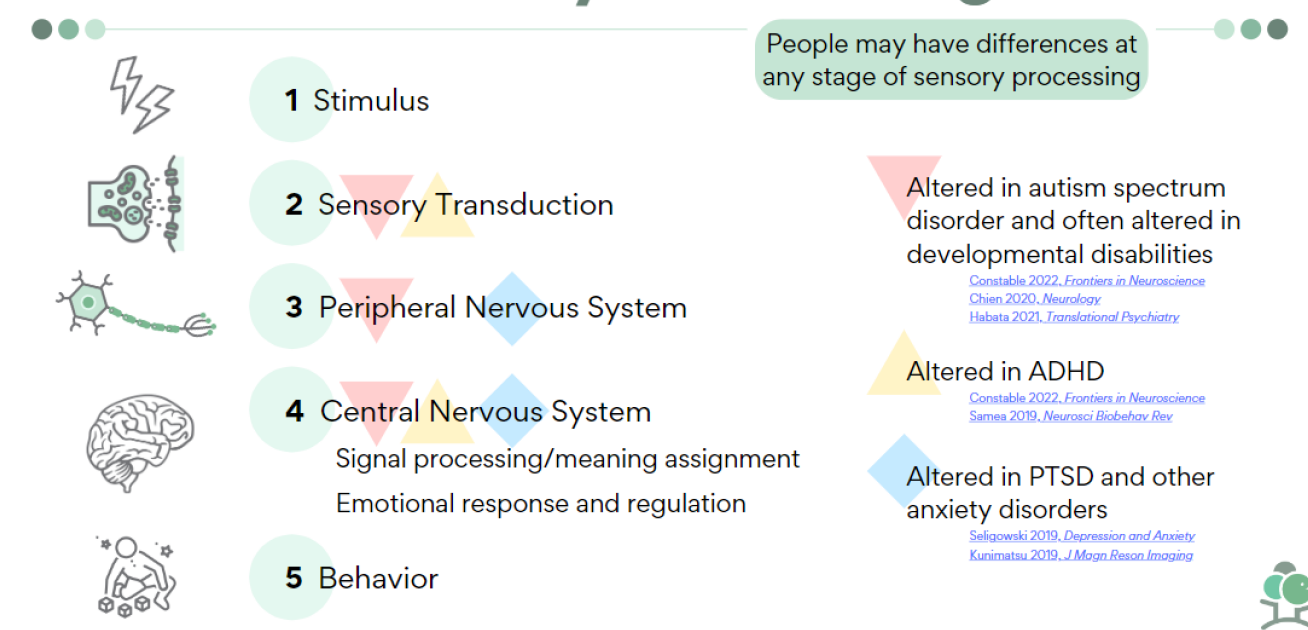 People may have differences at
any stage of sensory processing
1 Stimulus
2 Sensory Transduction
3 Peripheral Nervous System
4 Central Nervous System
Signal processing/meaning assignment
Emotional response and regulation
5 Behavior
Altered in autism spectrum
disorder and often altered in
developmental disabilities
Constable 2022, Frontiers in Neuroscience
Chien 2020, Neurology
Habata 2021, Translational Psychiatry
Altered in ADHD
Constable 2022, Frontiers in Neuroscience
Samea 2019, Neurosci Biobehav Rev
Altered in PTSD and other
anxiety disorders
Seligowski 2019, Depression and Anxiety
Kunimatsu 2019, J Magn Reson Imaging